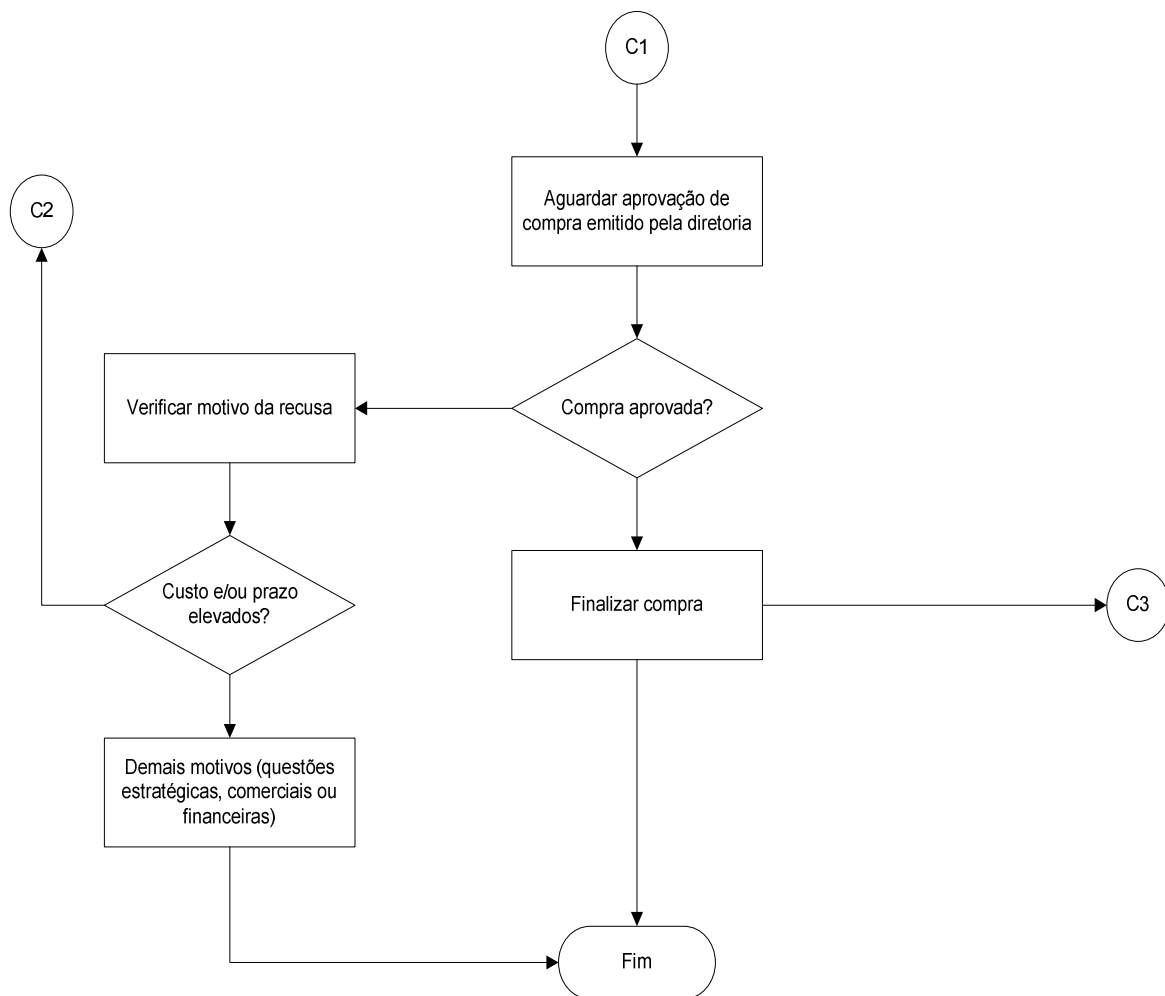 C1
Aguardar aprovação de
compra emitido pela diretoria
C2
Verificar motivo da recusa
Compra aprovada?
Custo e/ou prazo
elevados?
Finalizar compra
C3
Demais motivos (questões
estratégicas, comerciais ou
financeiras)
Fim